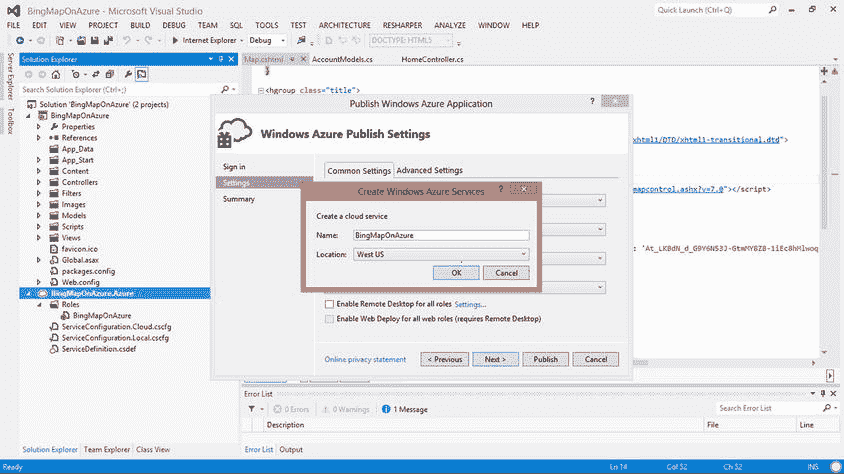 BingMapOnAzure - Microsoft Visual Studio
Quick Launch (Ctrl+;)
FILE EDIT VIEW PROJECT BUILD DEBUG TEAM SQL TOOLS TEST ARCHITECTURE RESHARPER ANALYZE WINDOW HELP
Internet Explorer Debug DOCTYPE: HTML5
Server Explorer
Toolbox
Solution Explorer
Search Solution Explorer (Ctrl+;)
Solution 'BingMapOnAzure' (2 projects)
BingMapOnAzure
Properties
References
App_Data
App_Start
Content
Controllers
Filters
Images
Models
Scripts
Views
favicon.ico
Global.asax
packages.config
Web.config
BingMapOnAzure.Azure
Roles
BingMapOnAzure
ServiceConfiguration.Cloud.cscfg
ServiceConfiguration.Local.cscfg
ServiceDefinition.csdef
Solution Explorer Team Explorer Class View
Map.cshtml AccountModels.cs HomeController.cs
}
<hgroup class="title">
xhtml1/DTD/xhtml1-transitional.dtd">
mapcontrol.ashx?v=7.0"></script>
Publish Windows Azure Application
Windows Azure Publish Settings
Sign in
Settings
Summary
Common Settings Advanced Settings
Create Windows Azure Services
Create a cloud service
Name: BingMapOnAzure
Location: West US
OK Cancel
Enable Remote Desktop for all roles Settings...
Enable Web Deploy for all web roles (requires Remote Desktop)
Online privacy statement < Previous Next > Publish Cancel
Error List
0 Errors 0 Warnings 1 Message
Search Error List
Description File Line
Error List Output
Ready Ln 14 Col 52 Ch 52 INS